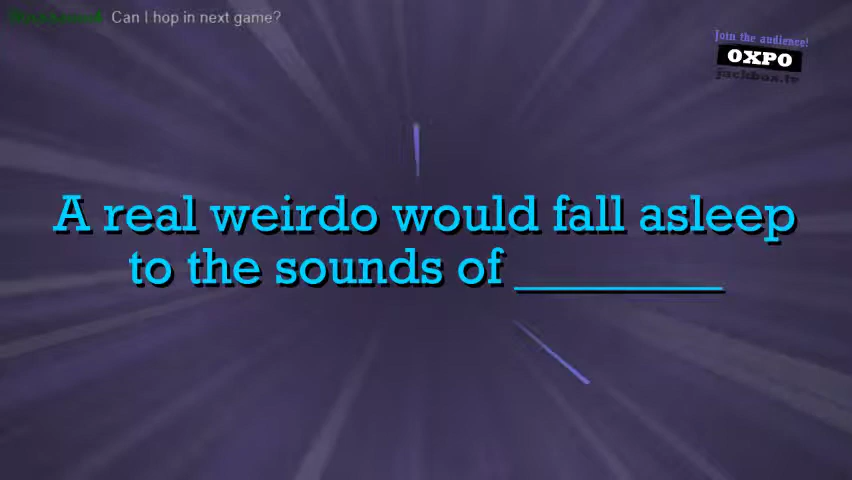 Can I hop in next game?
Join the audience!
OXPO
jackbox.tv
A real weirdo would fall asleep
to the sounds of __________